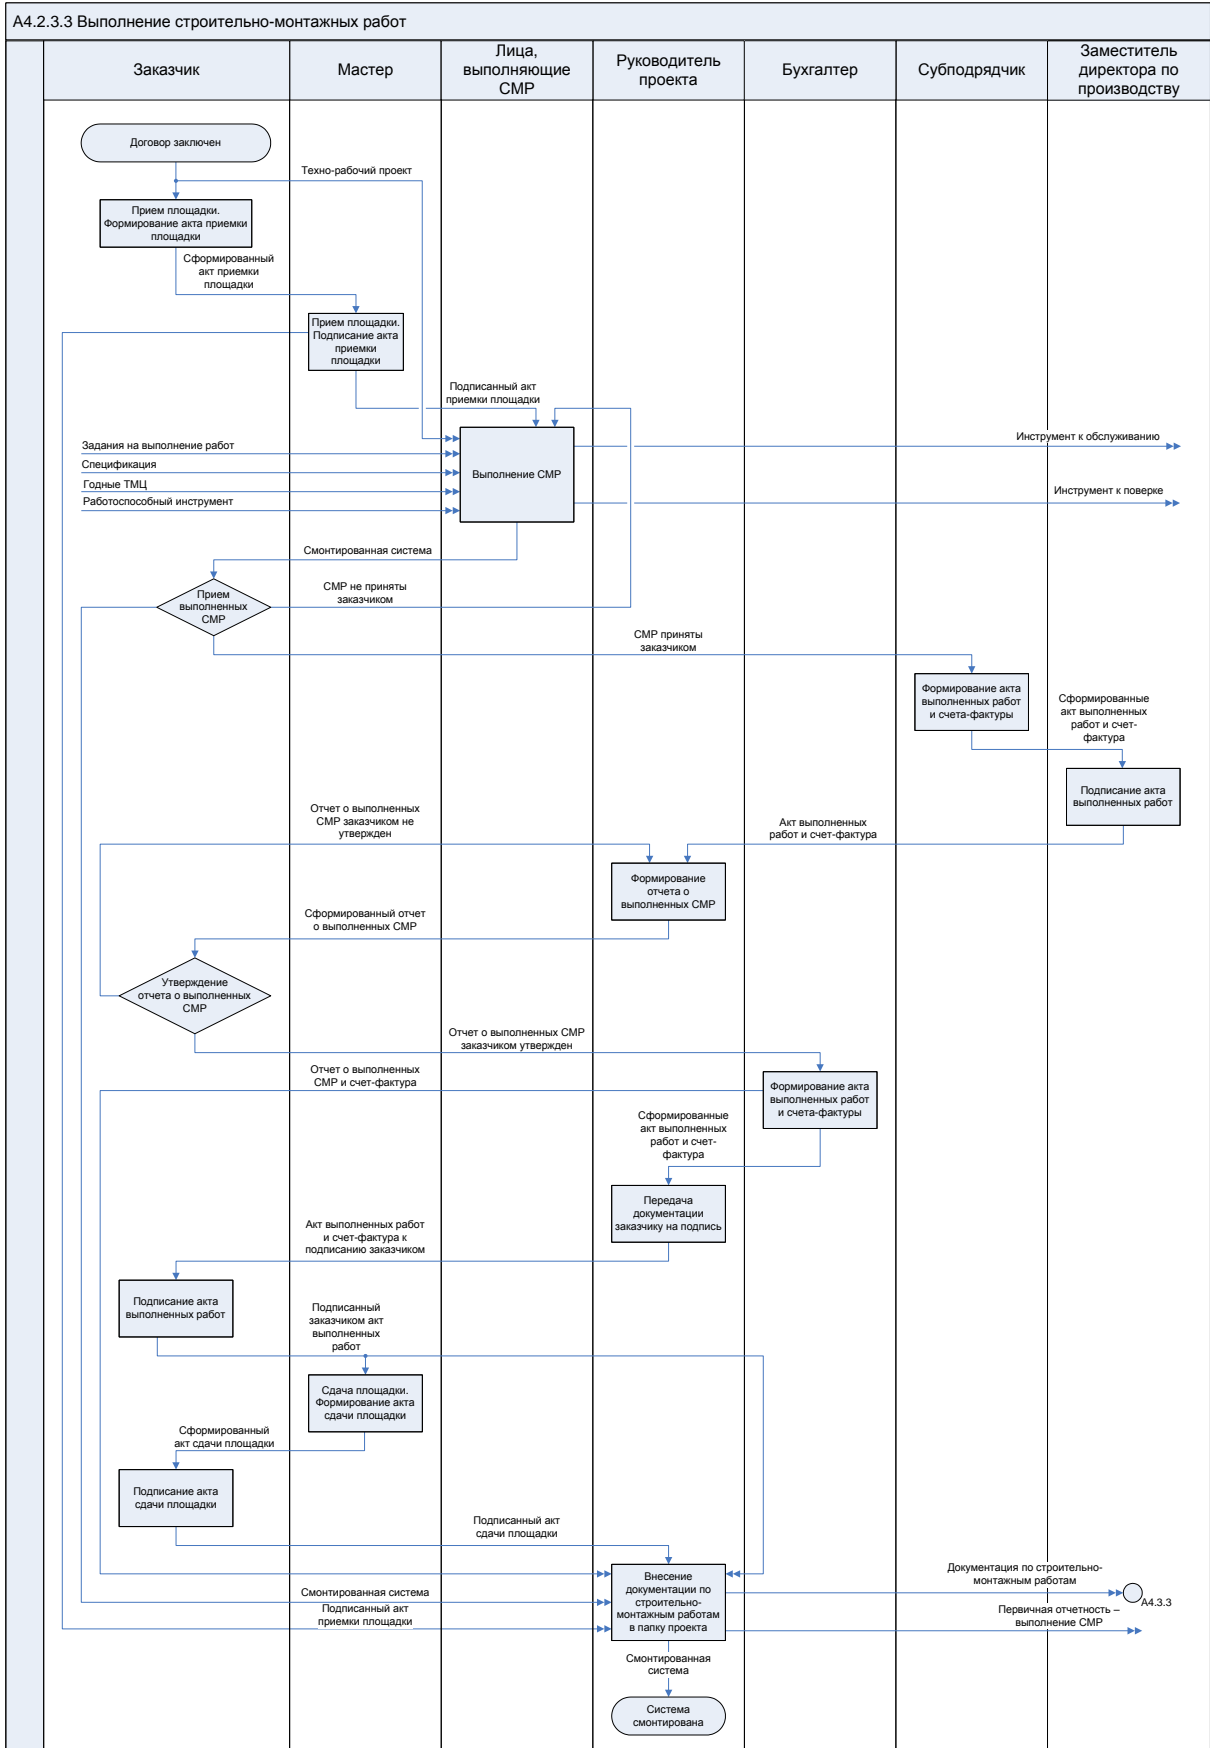 А4.2.3.3 Выполнение строительно-монтажных работ
Заказчик
Мастер
Лица,
выполняющие
СМР
Руководитель
проекта
Бухгалтер
Субподрядчик
Заместитель
директора по
производству
Договор заключен
Техно-рабочий проект
Прием площадки.
Формирование акта приемки
площадки
Сформированный
акт приемки
площадки
Прием площадки.
Подписание акта
приемки
площадки
Подписанный акт
приемки площадки
Задания на выполнение работ
Спецификация
Годные ТМЦ
Работоспособный инструмент
Выполнение СМР
Инструмент к обслуживанию
Инструмент к поверке
Смонтированная система
Прием
выполненных
СМР
СМР не приняты
заказчиком
СМР приняты
заказчиком
Формирование акта
выполненных работ
и счета-фактуры
Сформированные
акт выполненных
работ и счет-
фактура
Подписание акта
выполненных работ
Отчет о выполненных
СМР заказчиком не
утвержден
Акт выполненных
работ и счет-фактура
Формирование
отчета о
выполненных СМР
Сформированный отчет
о выполненных СМР
Утверждение
отчета о выполненных
СМР
Отчет о выполненных СМР
заказчиком утвержден
Отчет о выполненных
СМР и счет-фактура
Формирование акта
выполненных работ
и счета-фактуры
Сформированные
акт выполненных
работ и счет-
фактура
Передача
документации
заказчику на подпись
Акт выполненных работ
и счет-фактура к
подписанию заказчиком
Подписание акта
выполненных работ
Подписанный
заказчиком акт
выполненных
работ
Сдача площадки.
Формирование акта
сдачи площадки
Сформированный
акт сдачи площадки
Подписание акта
сдачи площадки
Подписанный акт
сдачи площадки
Внесение
документации по
строительно-
монтажным работам
в папку проекта
Смонтированная система
Подписанный акт
приемки площадки
Документация по строительно-
монтажным работам
А4.3.3
Первичная отчетность –
выполнение СМР
Смонтированная
система
Система
смонтирована